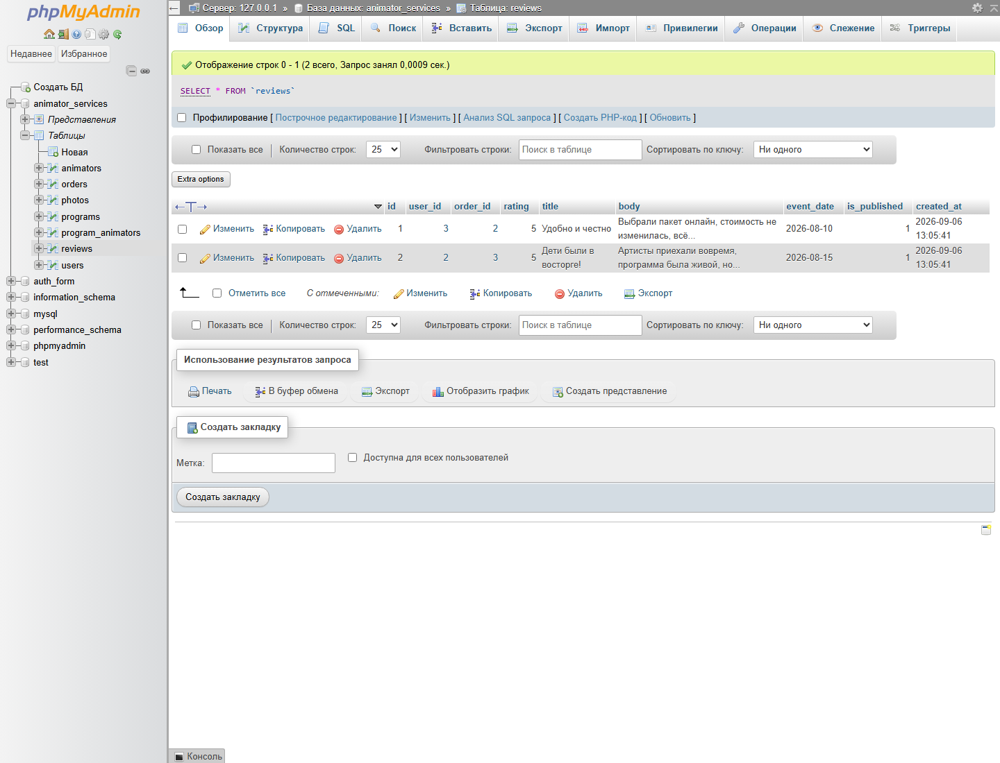 phpMyAdmin
Недавнее Избранное
Создать БД
animator_services
Представления
Таблицы
Новая
animators
orders
photos
programs
program_animators
reviews
users
auth_form
information_schema
mysql
performance_schema
phpmyadmin
test
Сервер: 127.0.0.1 » База данных: animator_services » Таблица: reviews
Обзор Структура SQL Поиск Вставить Экспорт Импорт Привилегии Операции Слежение Триггеры
Отображение строк 0 - 1 (2 всего, Запрос занял 0,0009 сек.)
SELECT * FROM `reviews`
Профилирование [ Построчное редактирование ] [ Изменить ] [ Анализ SQL запроса ] [ Создать PHP-код ] [ Обновить ]
Показать все Количество строк: 25 Фильтровать строки: Поиск в таблице Сортировать по ключу: Ни одного
Extra options
id user_id order_id rating title body event_date is_published created_at
Изменить Копировать Удалить 1 3 2 5 Удобно и честно Выбрали пакет онлайн, стоимость не изменилась, всё... 2026-08-10 1 2026-09-06 13:05:41
Изменить Копировать Удалить 2 2 3 5 Дети были в восторге! Артисты приехали вовремя, программа была живой, но... 2026-08-15 1 2026-09-06 13:05:41
Отметить все С отмеченными: Изменить Копировать Удалить Экспорт
Показать все Количество строк: 25 Фильтровать строки: Поиск в таблице Сортировать по ключу: Ни одного
Использование результатов запроса
Печать В буфер обмена Экспорт Отобразить график Создать представление
Создать закладку
Метка: Доступна для всех пользователей
Создать закладку
Консоль